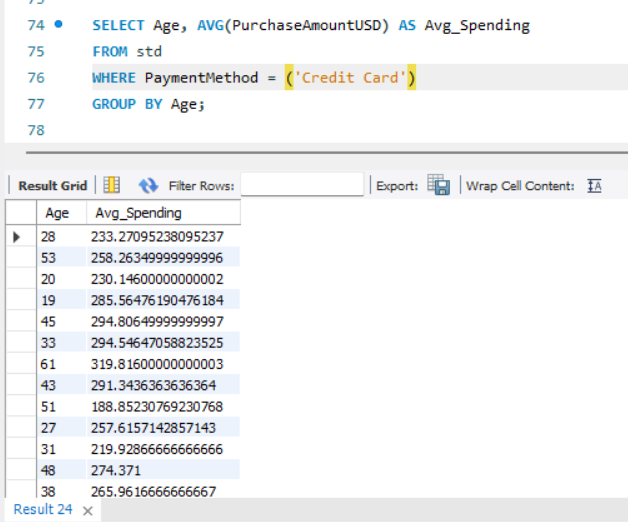 74 SELECT Age, AVG(PurchaseAmountUSD) AS Avg_Spending
75 FROM std
76 WHERE PaymentMethod = ('Credit Card')
77 GROUP BY Age;
78
Result Grid Filter Rows: Export: Wrap Cell Content:
Age Avg_Spending
28 233.27095238095237
53 258.26349999999996
20 230.14600000000002
19 285.56476190476184
45 294.80649999999997
33 294.54647058823525
61 319.81600000000003
43 291.3436363636364
51 188.85230769230768
27 257.6157142857143
31 219.92866666666666
48 274.371
38 265.9616666666667
Result 24